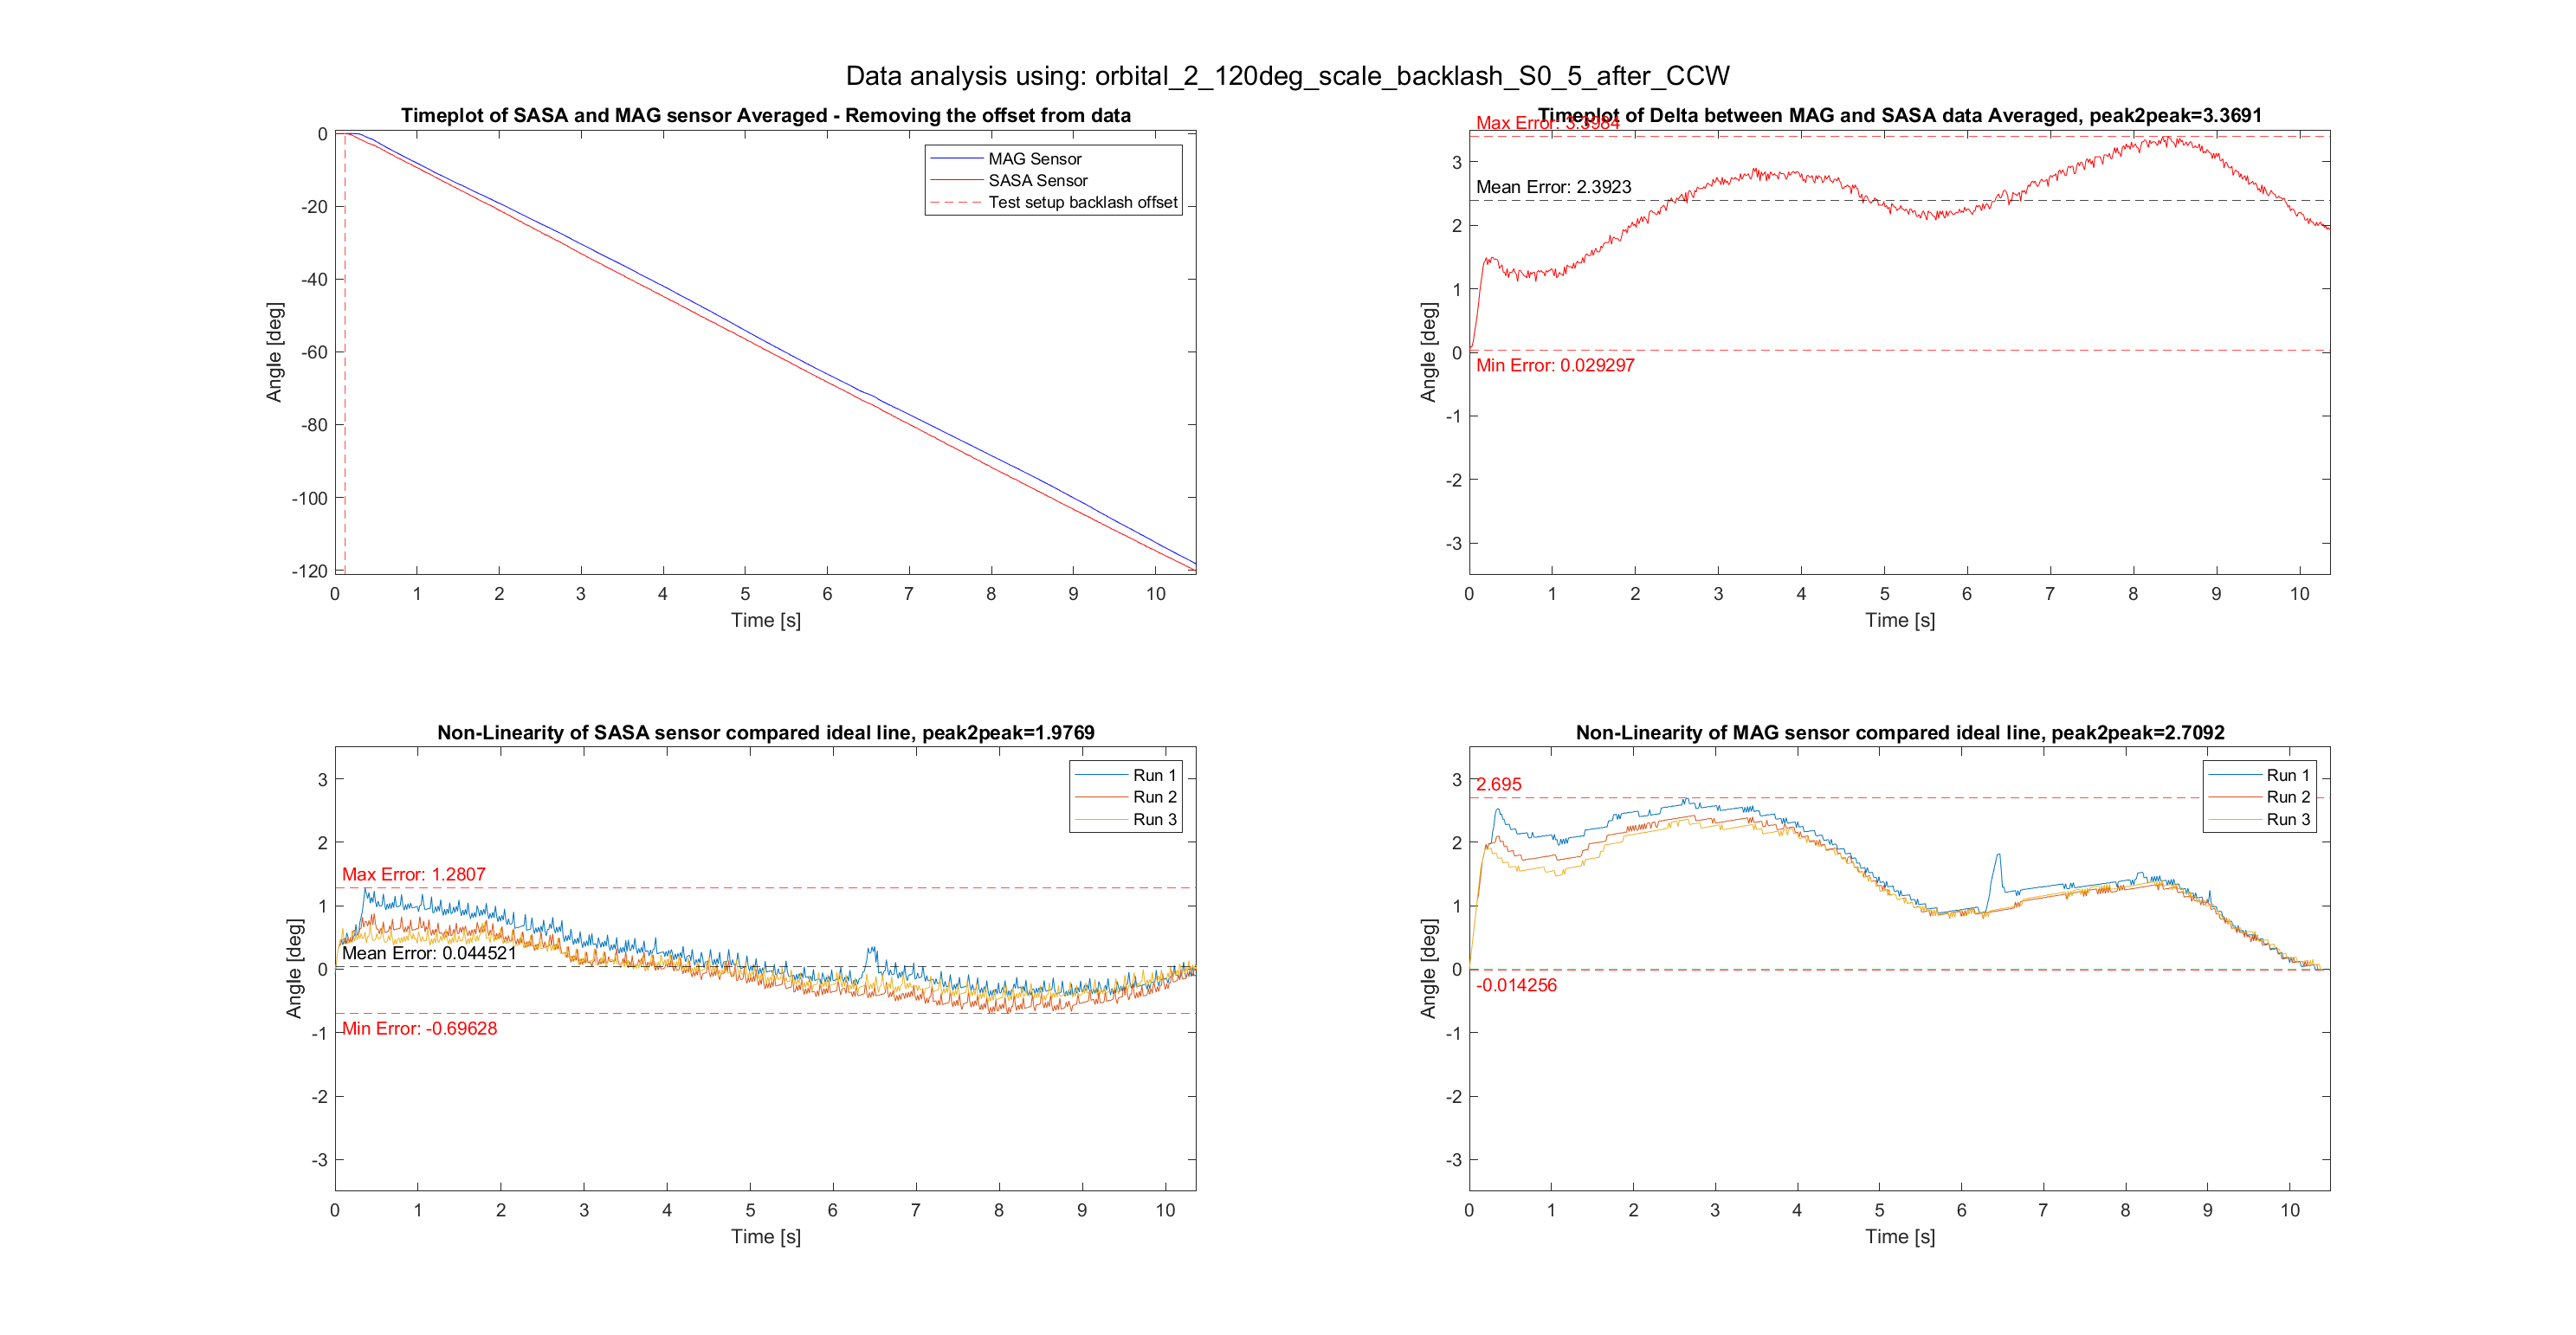 Data analysis using: orbital_2_120deg_scale_backlash_S0_5_after_CCW
Timeplot of SASA and MAG sensor Averaged - Removing the offset from data
0
-20
-40
-60
-80
-100
-120
Angle [deg]
MAG Sensor
SASA Sensor
Test setup backlash offset
0 1 2 3 4 5 6 7 8 9 10
Time [s]
Timeplot of Delta between MAG and SASA data Averaged, peak2peak=3.3691
Max Error: 3.3984
Mean Error: 2.3923
Min Error: 0.029297
3
2
1
0
-1
-2
-3
Angle [deg]
0 1 2 3 4 5 6 7 8 9 10
Time [s]
Non-Linearity of SASA sensor compared ideal line, peak2peak=1.9769
Run 1
Run 2
Run 3
Max Error: 1.2807
Mean Error: 0.044521
Min Error: -0.69628
3
2
1
0
-1
-2
-3
Angle [deg]
0 1 2 3 4 5 6 7 8 9 10
Time [s]
Non-Linearity of MAG sensor compared ideal line, peak2peak=2.7092
Run 1
Run 2
Run 3
2.695
-0.014256
3
2
1
0
-1
-2
-3
Angle [deg]
0 1 2 3 4 5 6 7 8 9 10
Time [s]